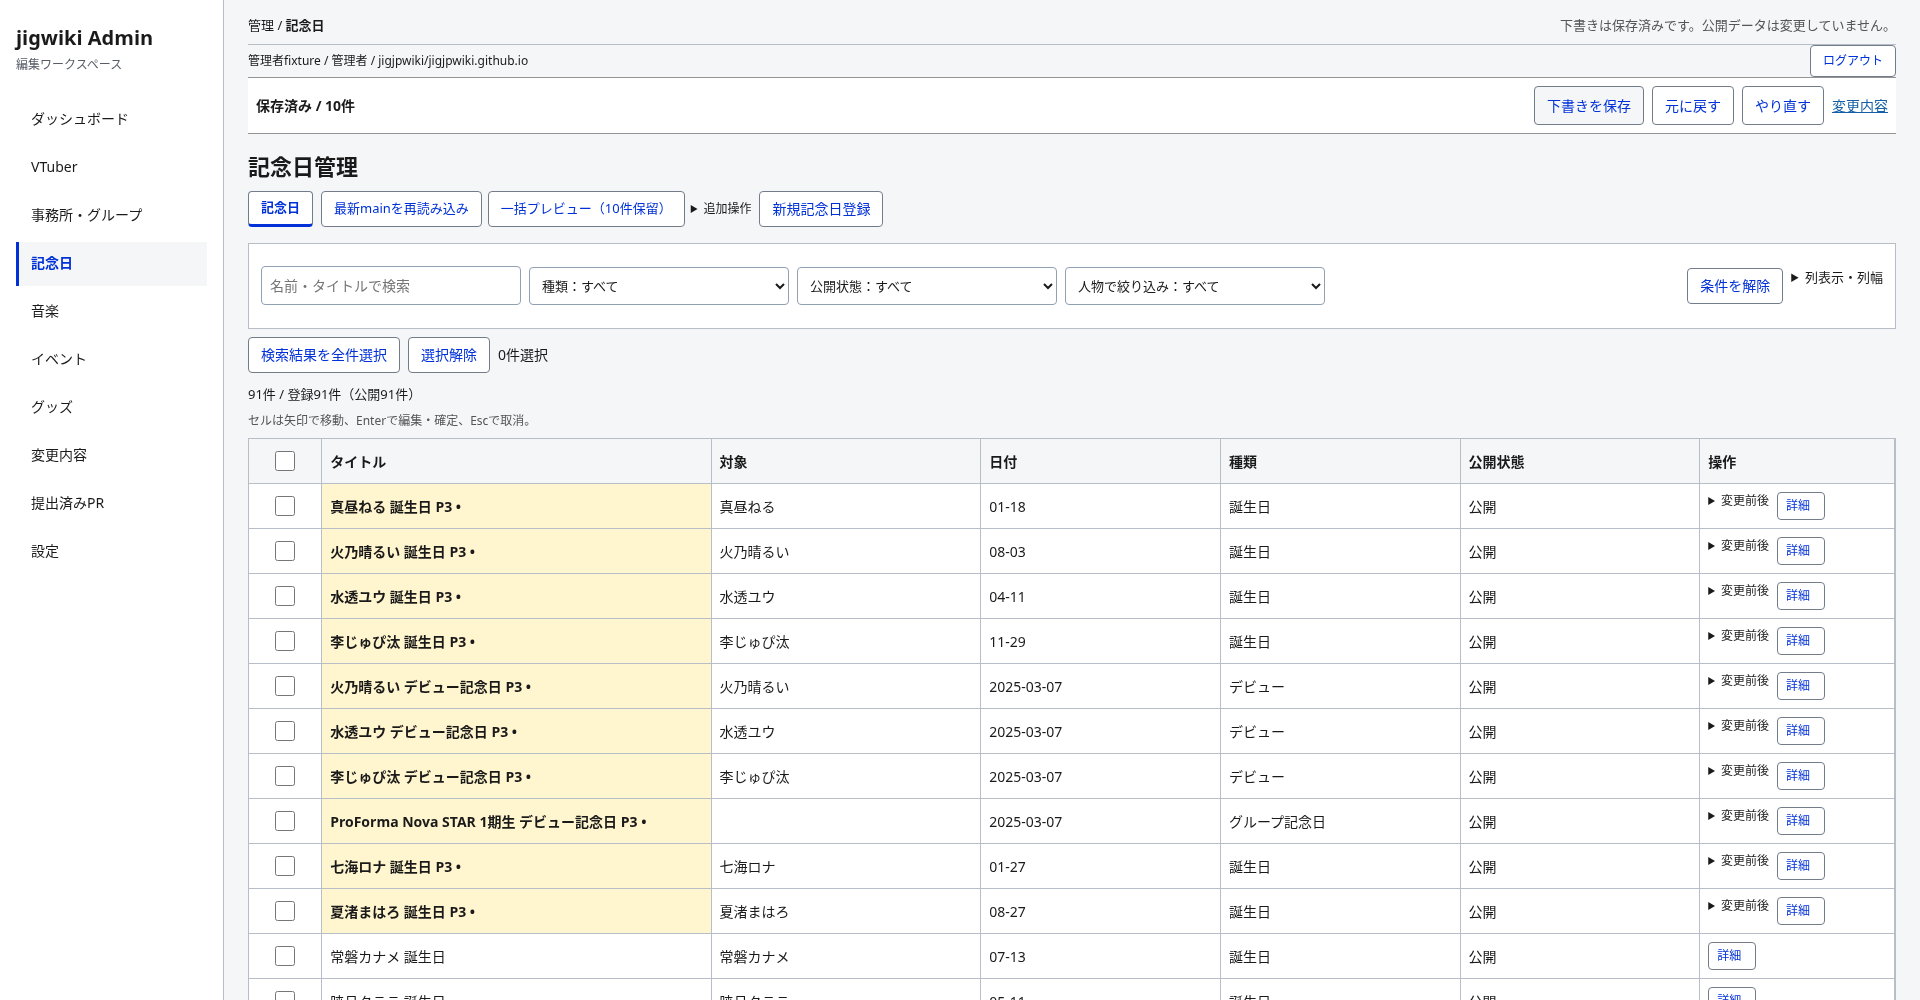 jigwiki Admin
編集ワークスペース
ダッシュボード
VTuber
事務所・グループ
記念日
音楽
イベント
グッズ
変更内容
提出済みPR
設定
管理 / 記念日
下書きは保存済みです。公開データは変更していません。
管理者fixture / 管理者 / jigjpwiki/jigjpwiki.github.io
ログアウト
保存済み / 10件
下書きを保存 元に戻す やり直す 変更内容
記念日管理
記念日 最新mainを再読み込み 一括プレビュー（10件保留） ▶ 追加操作 新規記念日登録
名前・タイトルで検索 種類：すべて 公開状態：すべて 人物で絞り込み：すべて 条件を解除 ▶ 列表示・列幅
検索結果を全件選択 選択解除 0件選択
91件 / 登録91件（公開91件）
セルは矢印で移動、Enterで編集・確定、Escで取消。
タイトル 対象 日付 種類 公開状態 操作
真昼ねる 誕生日 P3 • 真昼ねる 01-18 誕生日 公開 ▶ 変更前後 詳細
火乃晴るい 誕生日 P3 • 火乃晴るい 08-03 誕生日 公開 ▶ 変更前後 詳細
水透ユウ 誕生日 P3 • 水透ユウ 04-11 誕生日 公開 ▶ 変更前後 詳細
李じゅぴ汰 誕生日 P3 • 李じゅぴ汰 11-29 誕生日 公開 ▶ 変更前後 詳細
火乃晴るい デビュー記念日 P3 • 火乃晴るい 2025-03-07 デビュー 公開 ▶ 変更前後 詳細
水透ユウ デビュー記念日 P3 • 水透ユウ 2025-03-07 デビュー 公開 ▶ 変更前後 詳細
李じゅぴ汰 デビュー記念日 P3 • 李じゅぴ汰 2025-03-07 デビュー 公開 ▶ 変更前後 詳細
ProForma Nova STAR 1期生 デビュー記念日 P3 • 2025-03-07 グループ記念日 公開 ▶ 変更前後 詳細
七海ロナ 誕生日 P3 • 七海ロナ 01-27 誕生日 公開 ▶ 変更前後 詳細
夏渚まはろ 誕生日 P3 • 夏渚まはろ 08-27 誕生日 公開 ▶ 変更前後 詳細
常磐カナメ 誕生日 常磐カナメ 07-13 誕生日 公開 詳細